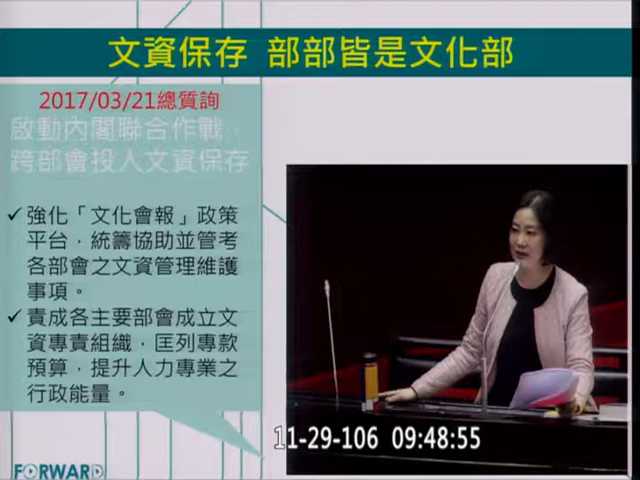 文資保存 部部皆是文化部
2017/03/21總質詢
啟動內閣聯合作戰，
跨部會投入文資保存
✓強化「文化會報」政策
平台，統籌協助並管考
各部會之文資管理維護
事項。
✓責成各主要部會成立文
資專責組織，匡列專款
預算，提升人力專業之
行政能量。
11-29-106 09:48:55
FORWARD